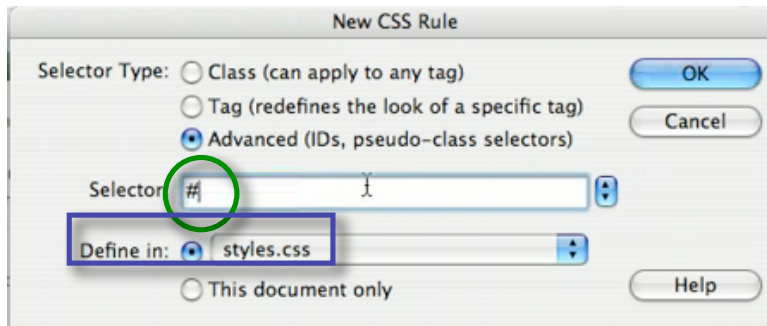 New CSS Rule
Selector Type: Class (can apply to any tag) OK
Tag (redefines the look of a specific tag)
Advanced (IDs, pseudo-class selectors) Cancel
Selector #
Define in: styles.css
This document only Help